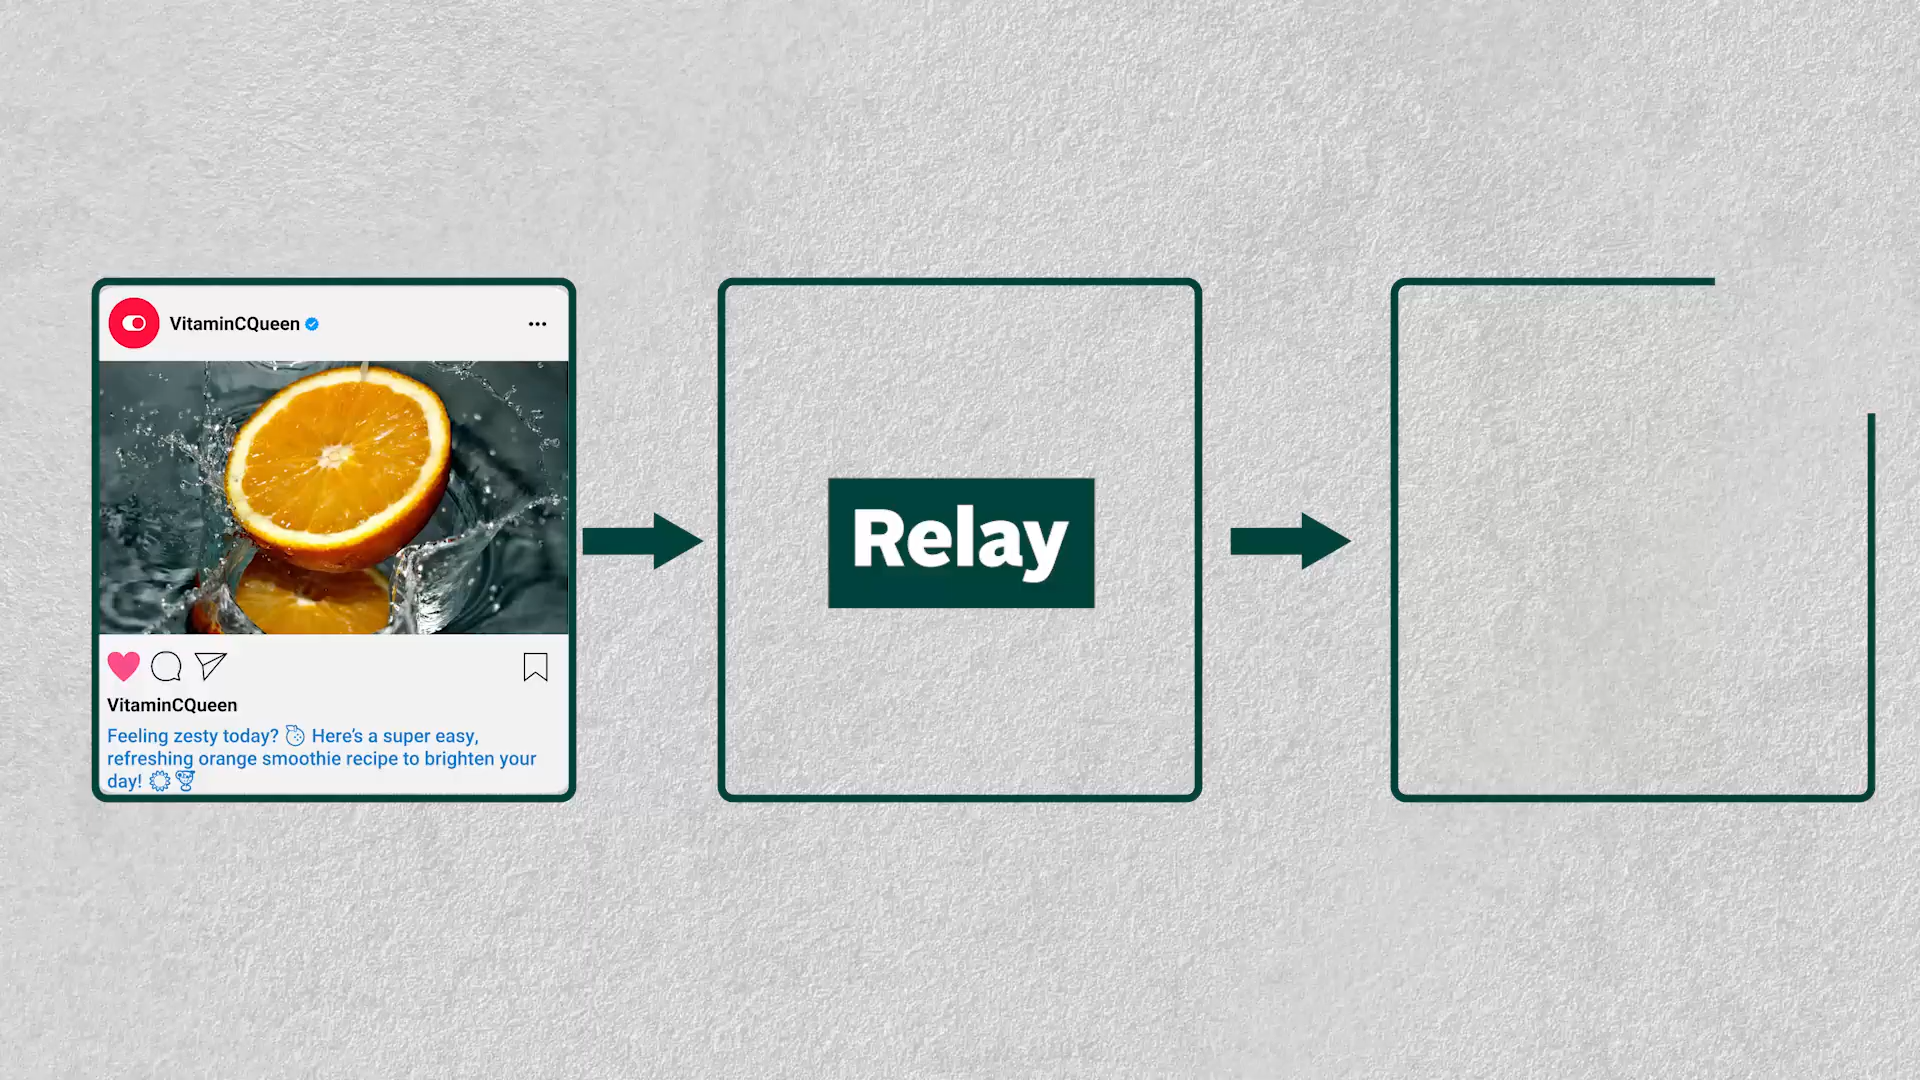 VitaminCQueen
Relay
VitaminCQueen
Feeling zesty today? Here's a super easy,
refreshing orange smoothie recipe to brighten your
day!